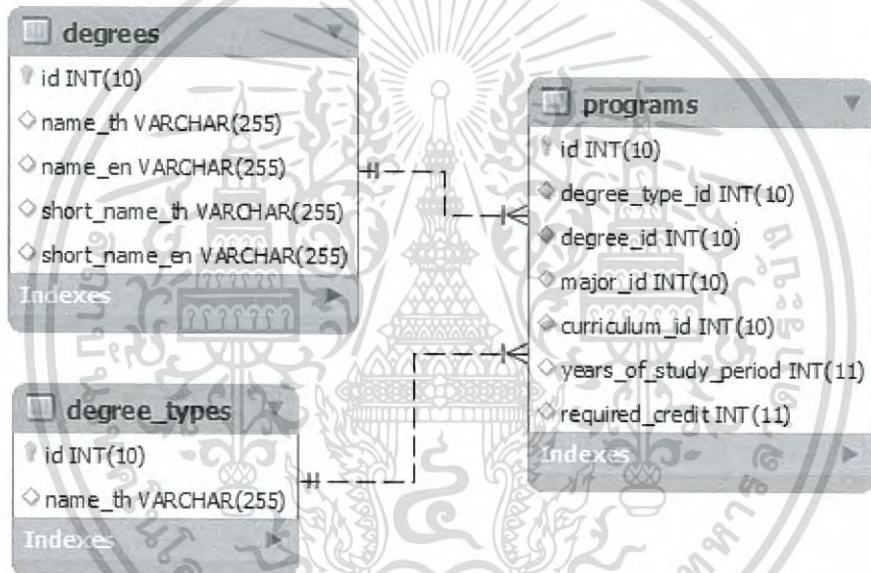 degrees
id INT(10)
name_th VARCHAR(255)
name_en VARCHAR(255)
short_name_th VARCHAR(255)
short_name_en VARCHAR(255)
Indexes
degree_types
id INT(10)
name_th VARCHAR(255)
Indexes
programs
id INT(10)
degree_type_id INT(10)
degree_id INT(10)
major_id INT(10)
curriculum_id INT(10)
years_of_study_period INT(11)
required_credit INT(11)
Indexes